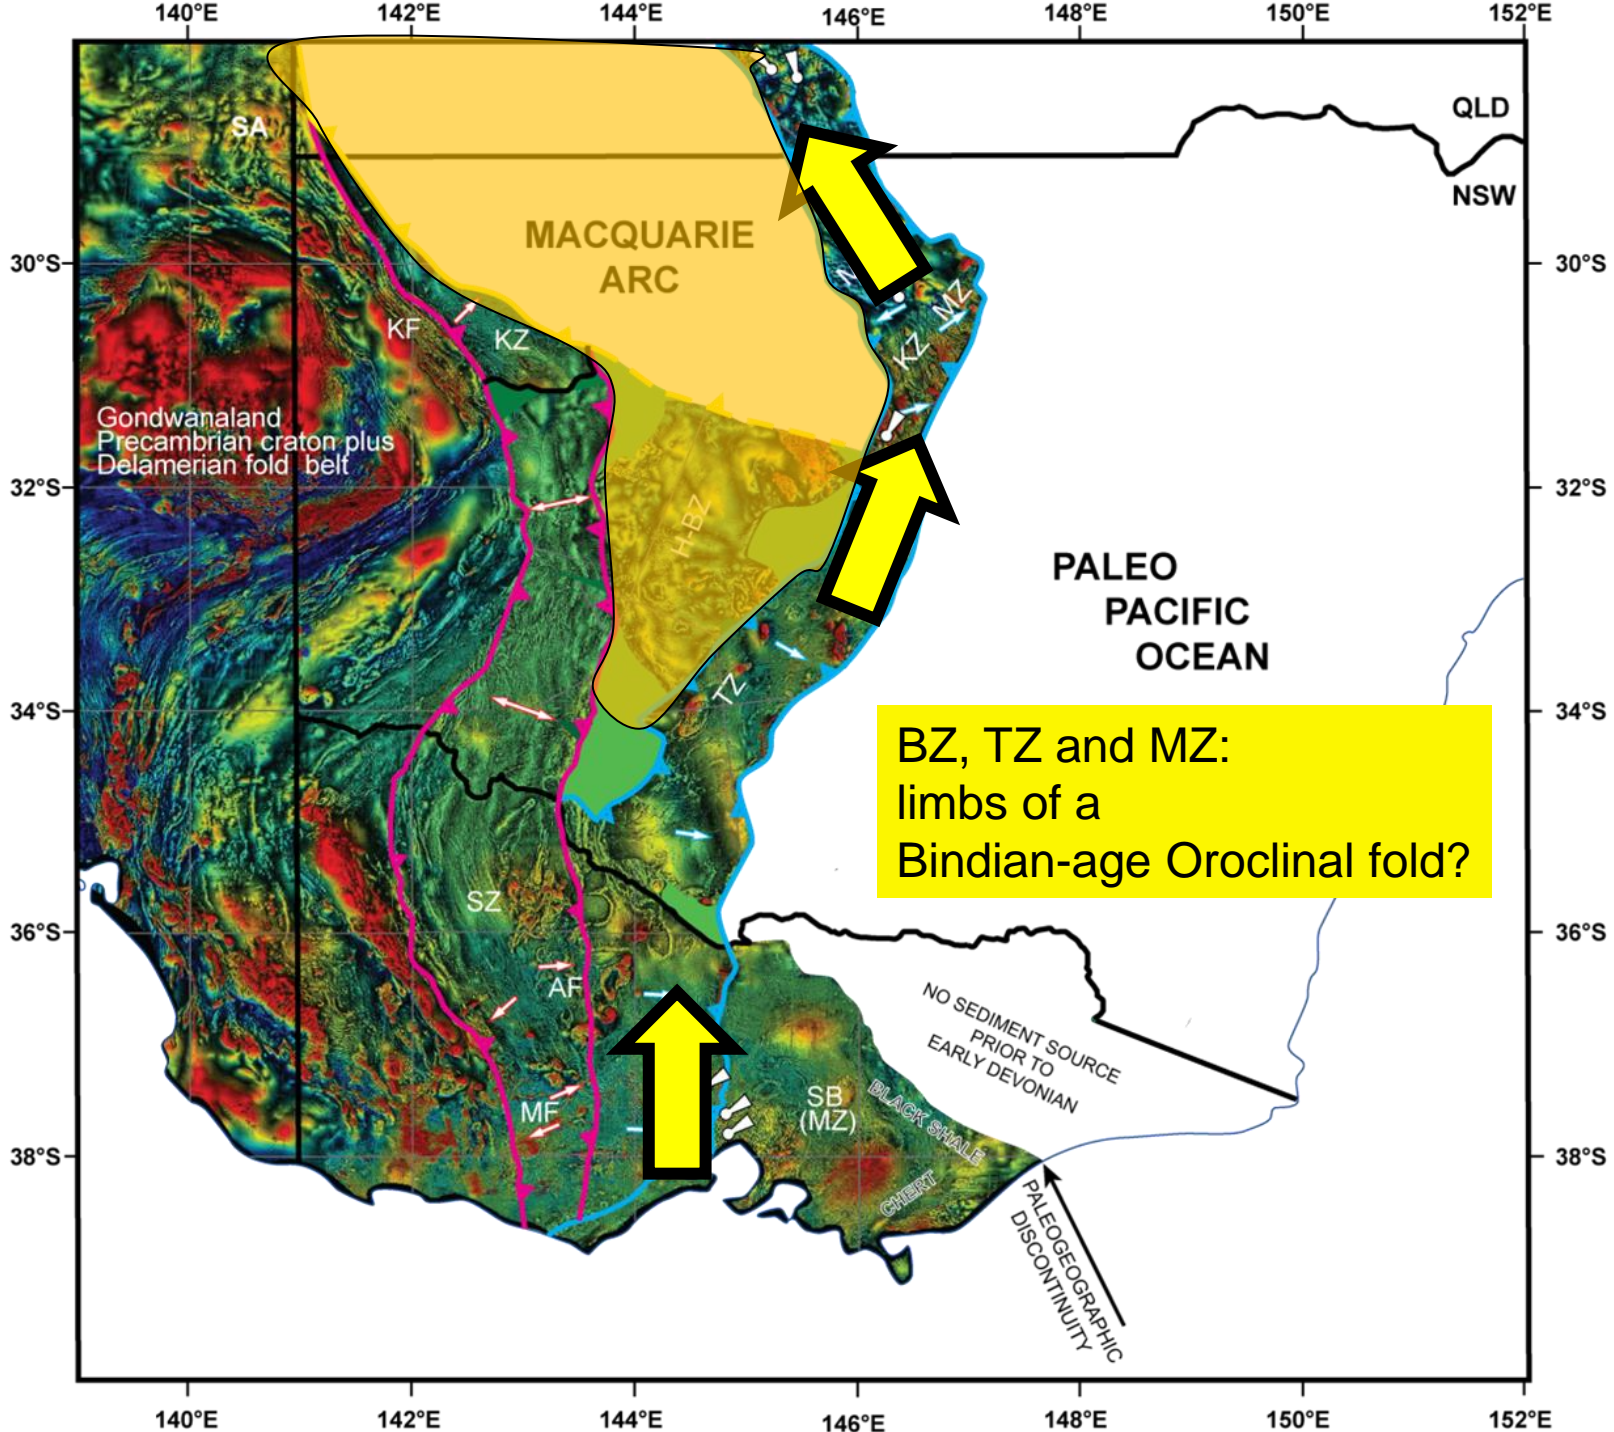 140°E 142°E 144°E 146°E 148°E 150°E 152°E
QLD
SA
NSW
MACQUARIE
ARC
30°S
30°S
MZ
KF
KZ
KZ
Gondwanaland
Precambrian craton plus
Delamerian fold belt
32°S
32°S
H-BZ
PALEO
PACIFIC
OCEAN
TZ
34°S
34°S
BZ, TZ and MZ:
limbs of a
Bindian-age Oroclinal fold?
SZ
36°S
36°S
AF
NO SEDIMENT SOURCE
PRIOR TO
EARLY DEVONIAN
MF
SB
(MZ)
BLACK SHALE
CHERT
38°S
38°S
PALEOGEOGRAPHIC
DISCONTINUITY
140°E 142°E 144°E 146°E 148°E 150°E 152°E